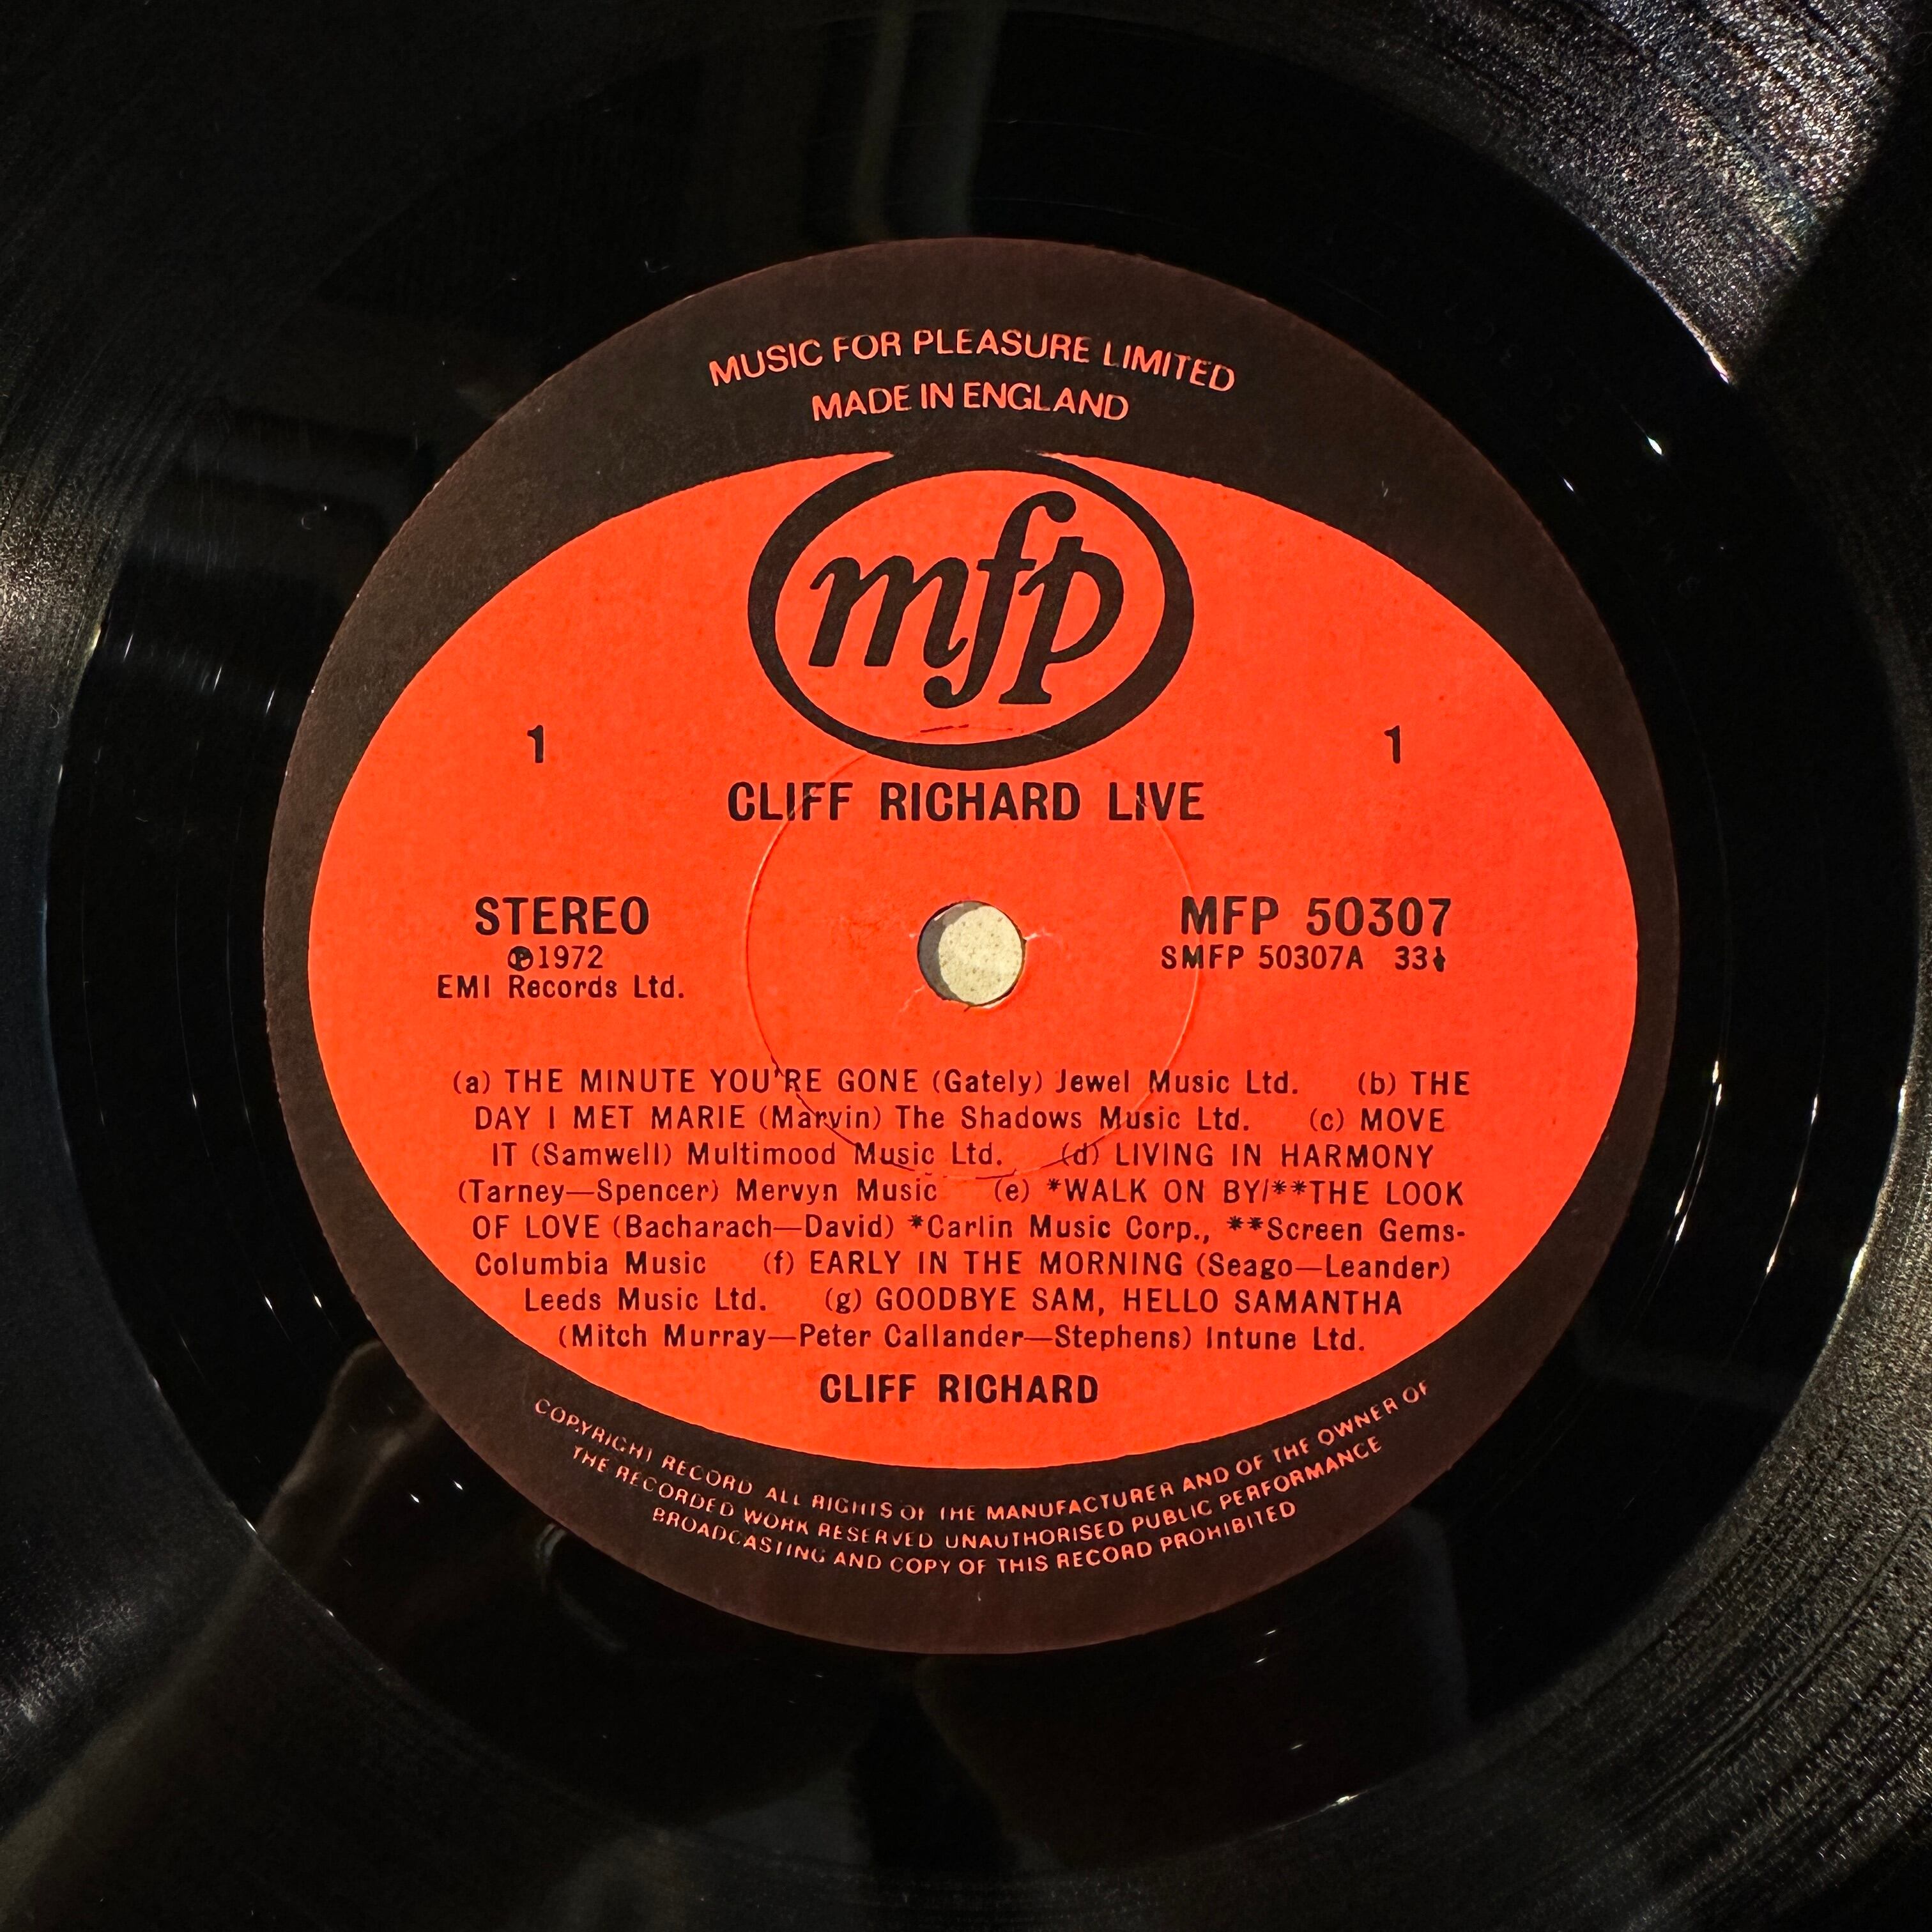 MUSIC FOR PLEASURE LIMITED
MADE IN ENGLAND
mfp
1 1
CLIFF RICHARD LIVE
STEREO MFP 50307
℗1972 SMFP 50307A 33⅓
EMI Records Ltd.
(a) THE MINUTE YOU'RE GONE (Gately) Jewel Music Ltd. (b) THE
DAY I MET MARIE (Marvin) The Shadows Music Ltd. (c) MOVE
IT (Samwell) Multimood Music Ltd. (d) LIVING IN HARMONY
(Tarney—Spencer) Mervyn Music (e) *WALK ON BY/**THE LOOK
OF LOVE (Bacharach—David) *Carlin Music Corp., **Screen Gems-
Columbia Music (f) EARLY IN THE MORNING (Seago—Leander)
Leeds Music Ltd. (g) GOODBYE SAM, HELLO SAMANTHA
(Mitch Murray—Peter Callander—Stephens) Intune Ltd.
CLIFF RICHARD
COPYRIGHT RECORD ALL RIGHTS OF THE MANUFACTURER AND OF THE OWNER OF
THE RECORDED WORK RESERVED UNAUTHORISED PUBLIC PERFORMANCE
BROADCASTING AND COPY OF THIS RECORD PROHIBITED